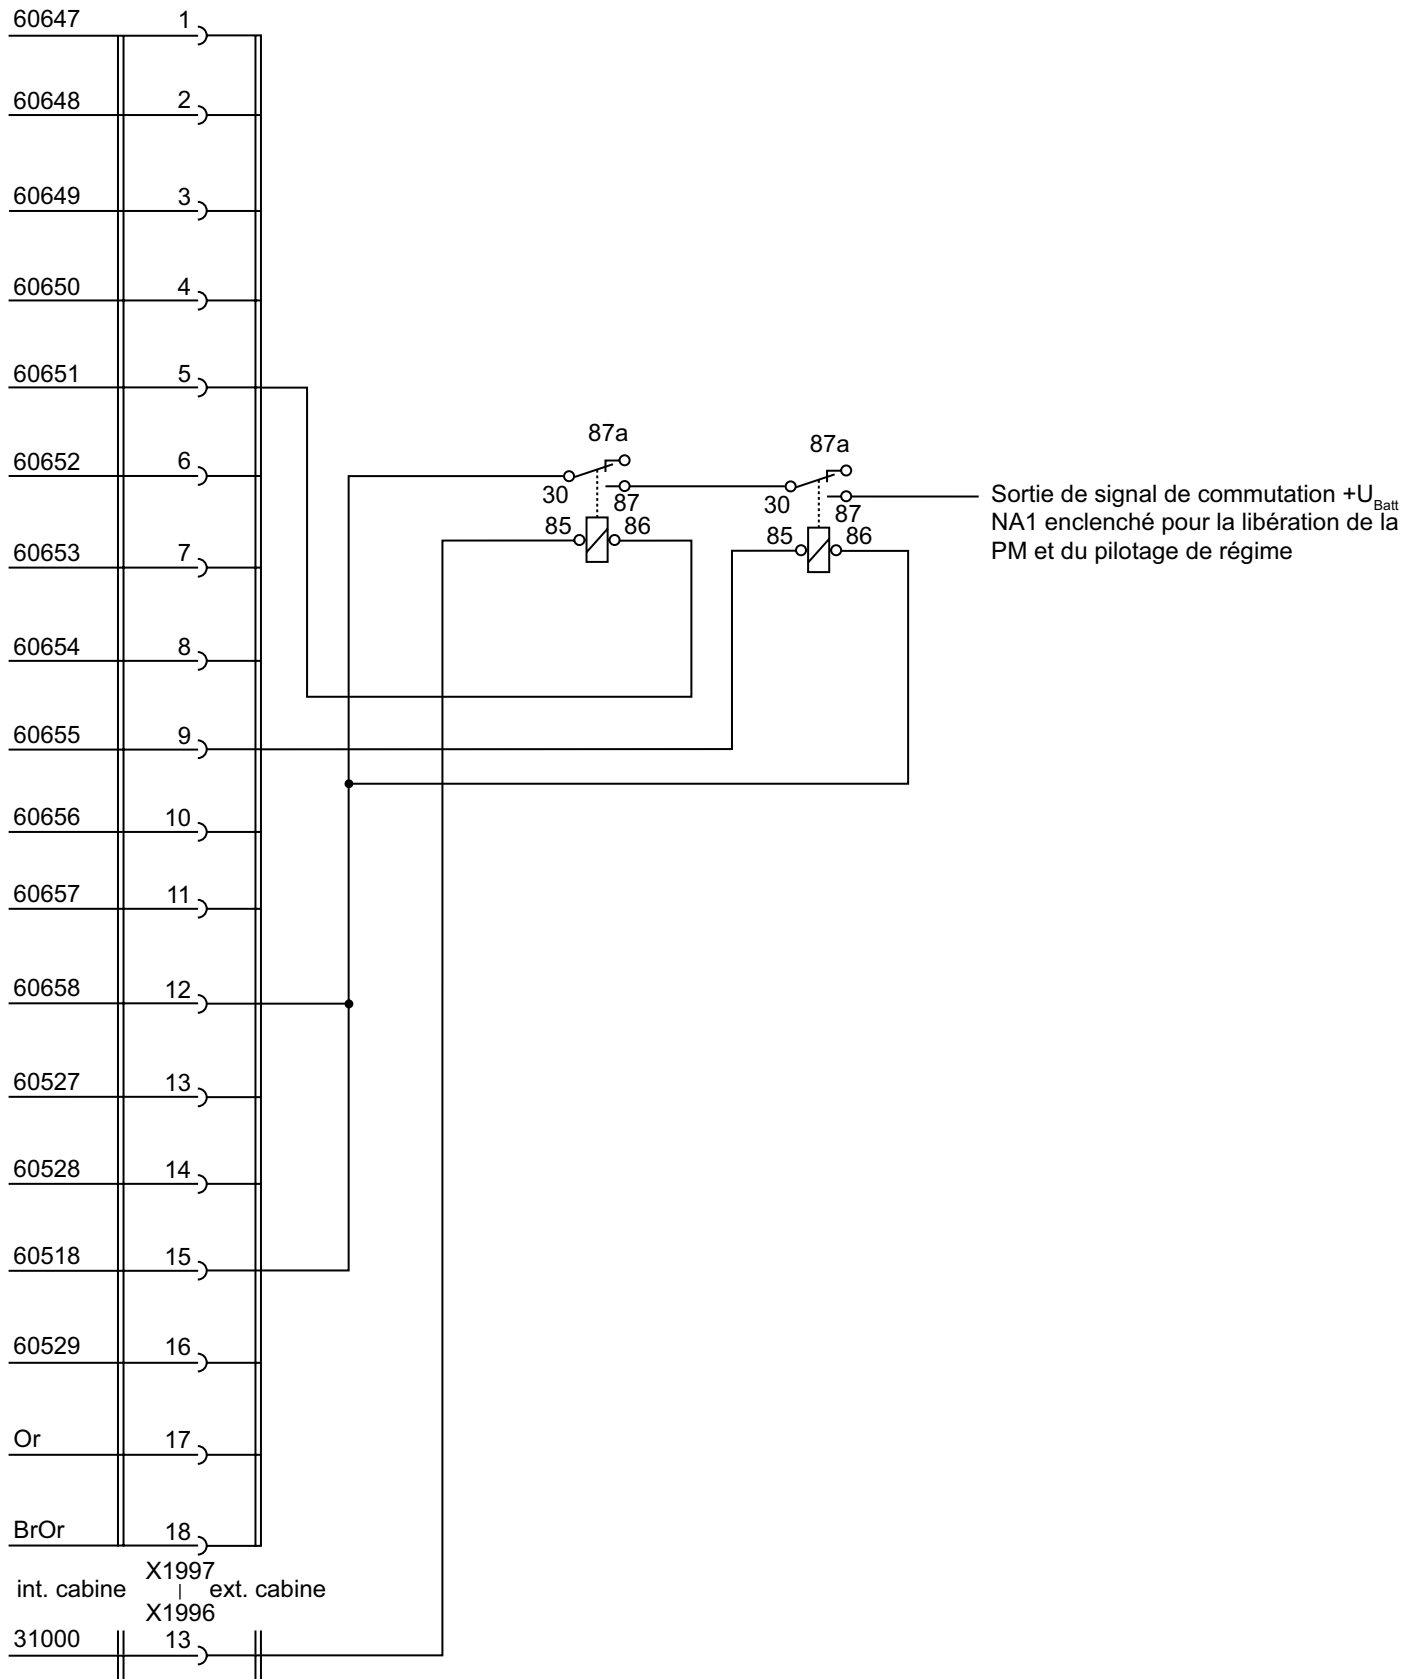 60647 1
60648 2
60649 3
60650 4
60651 5
87a
87a
60652 6
30
87
30
87
Sortie de signal de commutation +U Batt
NA1 enclenché pour la libération de la
PM et du pilotage de régime
85 86
85 86
60653 7
60654 8
60655 9
60656 10
60657 11
60658 12
60527 13
60528 14
60518 15
60529 16
Or 17
BrOr 18
X1997
int. cabine | ext. cabine
X1996
31000 13